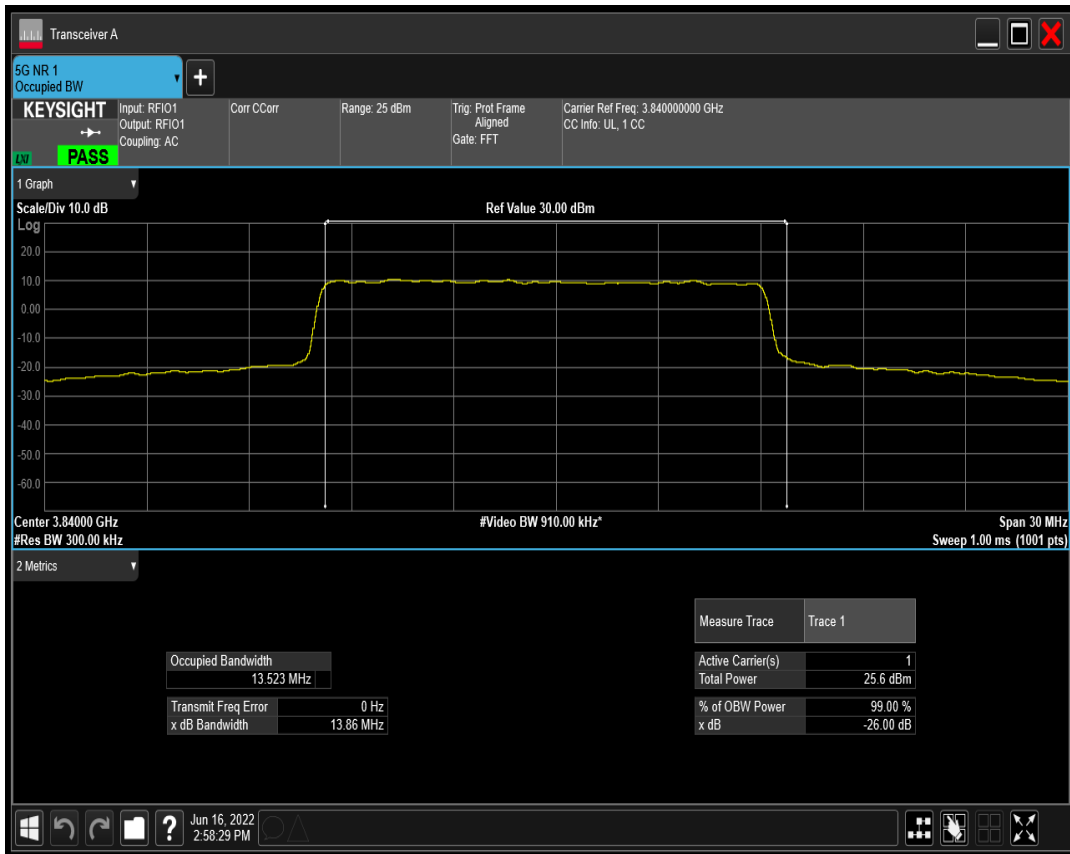 Transceiver A
5G NR 1
Occupied BW
+
KEYSIGHT
LXI
PASS
Input: RFIO1
Output: RFIO1
Coupling: AC
Corr CCorr
Range: 25 dBm
Trig: Prot Frame
Aligned
Gate: FFT
Carrier Ref Freq: 3.840000000 GHz
CC Info: UL, 1 CC
1 Graph
Scale/Div 10.0 dB
Ref Value 30.00 dBm
Log
20.0
10.0
0.00
-10.0
-20.0
-30.0
-40.0
-50.0
-60.0
Center 3.84000 GHz
#Video BW 910.00 kHz*
Span 30 MHz
#Res BW 300.00 kHz
Sweep 1.00 ms (1001 pts)
2 Metrics
Measure Trace Trace 1
Occupied Bandwidth
13.523 MHz
Active Carrier(s) 1
Total Power 25.6 dBm
Transmit Freq Error 0 Hz
x dB Bandwidth 13.86 MHz
% of OBW Power 99.00 %
x dB -26.00 dB
?
Jun 16, 2022
2:58:29 PM